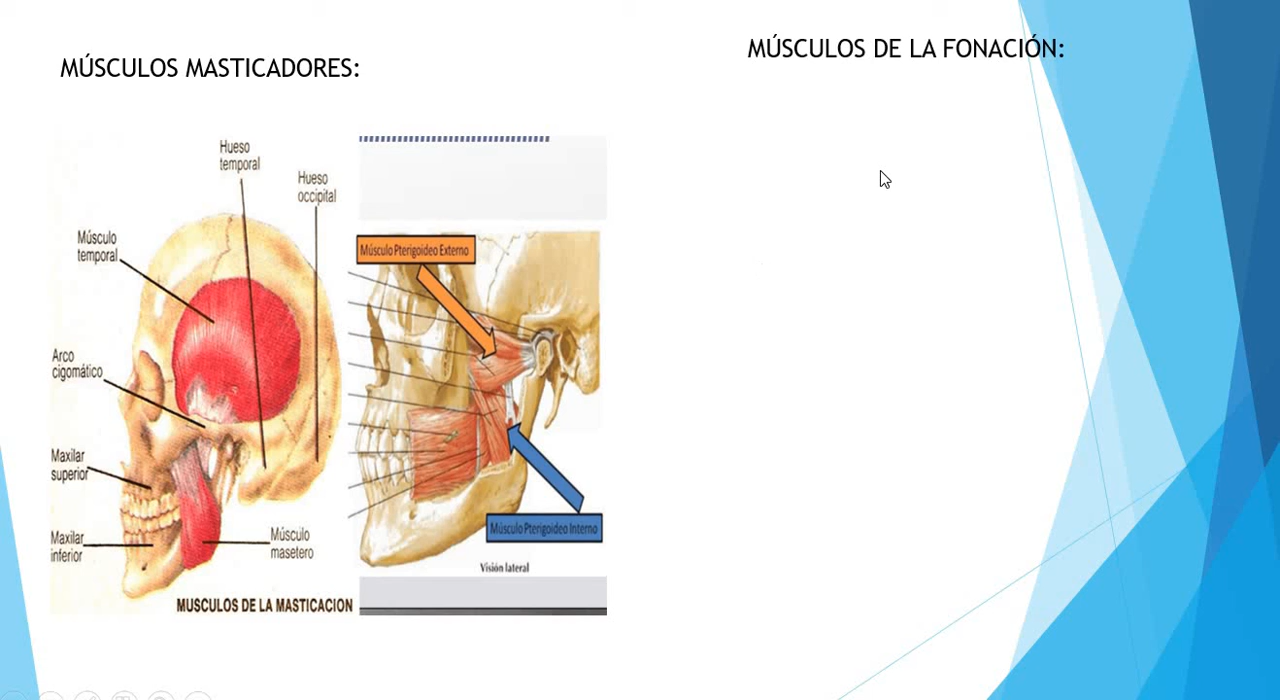 MÚSCULOS MASTICADORES:
MÚSCULOS DE LA FONACIÓN:
Hueso
temporal
Hueso
occipital
Músculo
temporal
Arco
cigomático
Maxilar
superior
Maxilar
inferior
Músculo
masetero
MUSCULOS DE LA MASTICACION
Músculo Pterigoideo Externo
Músculo Pterigoideo Interno
Visión lateral